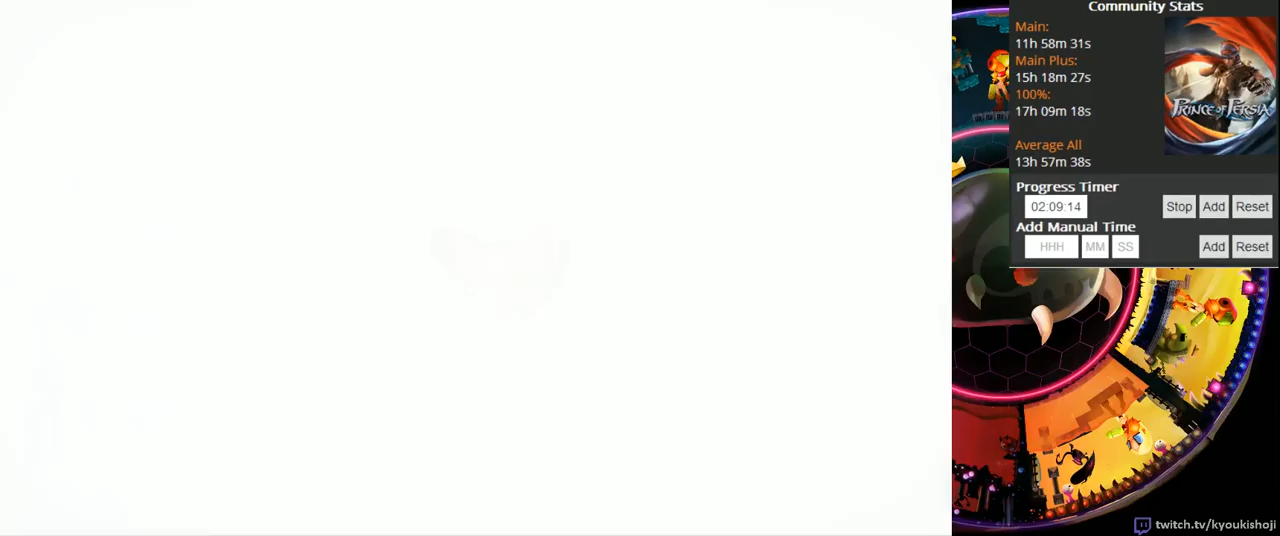 Community Stats
Main:
11h 58m 31s
Main Plus:
15h 18m 27s
100%:
17h 09m 18s
PRINCE OF PERSIA
Average All
13h 57m 38s
Progress Timer
02:09:14 Stop Add Reset
Add Manual Time
HHH MM SS Add Reset
twitch.tv/kyoukishoji